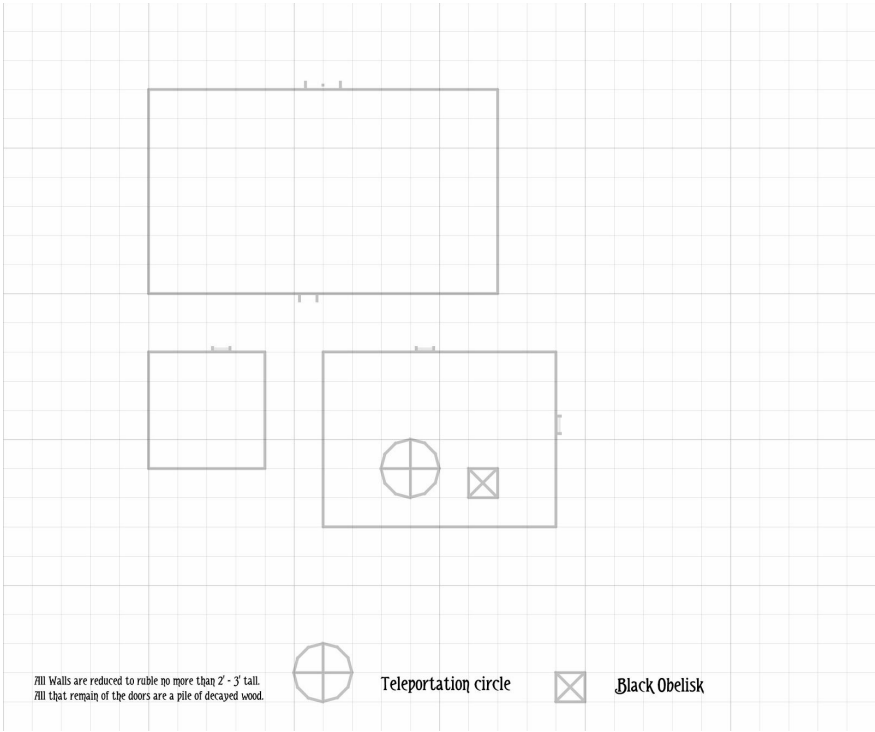 All Walls are reduced to ruble no more than 2' - 3' tall.
All that remain of the doors are a pile of decayed wood.
Teleportation circle
Black Obelisk